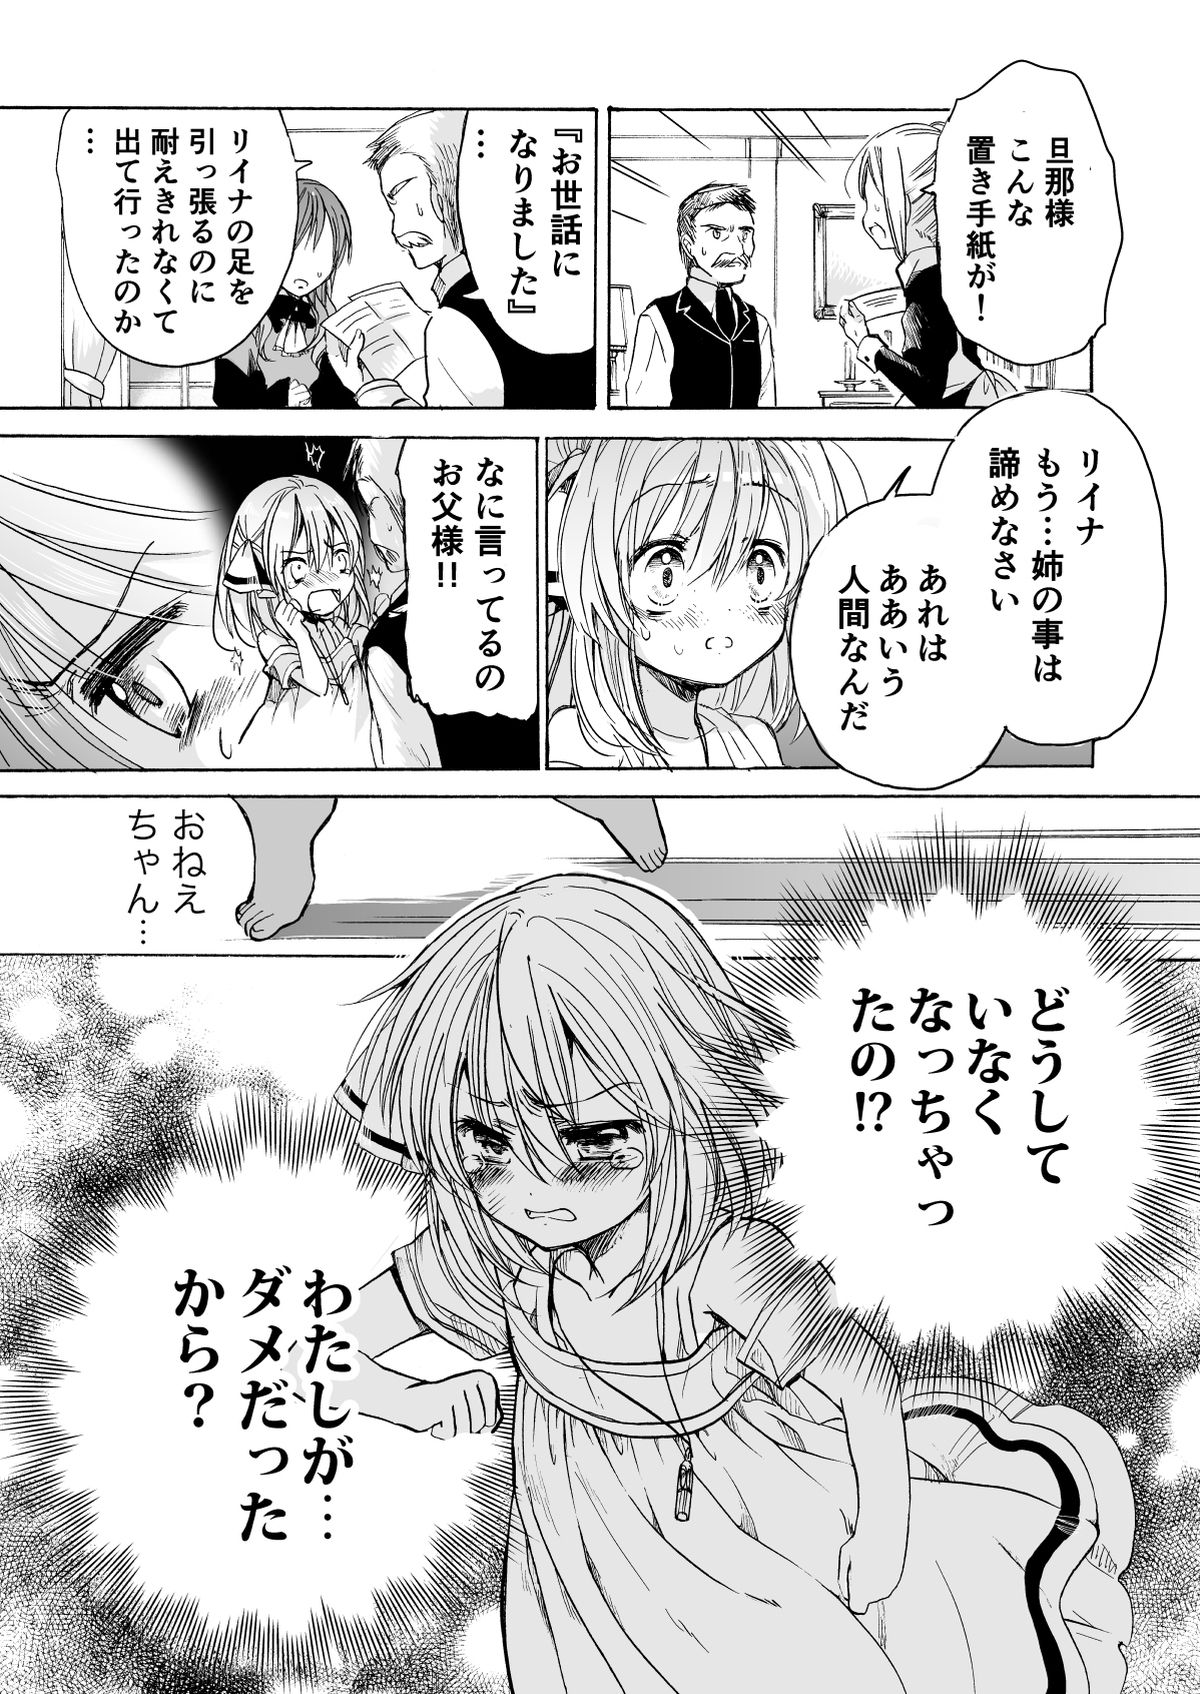 旦那様
こんな
置き手紙が！
『お世話に
なりました』
…
リイナの足を
引っ張るのに
耐えきれなくて
出て行ったのか
…
リイナ
もう…姉の事は
諦めなさい
あれは
ああいう
人間なんだ
なに言ってるの
お父様!!
おねえ
ちゃん…
どうして
いなく
なっちゃっ
たの!?
わたしが…
ダメだった
から？